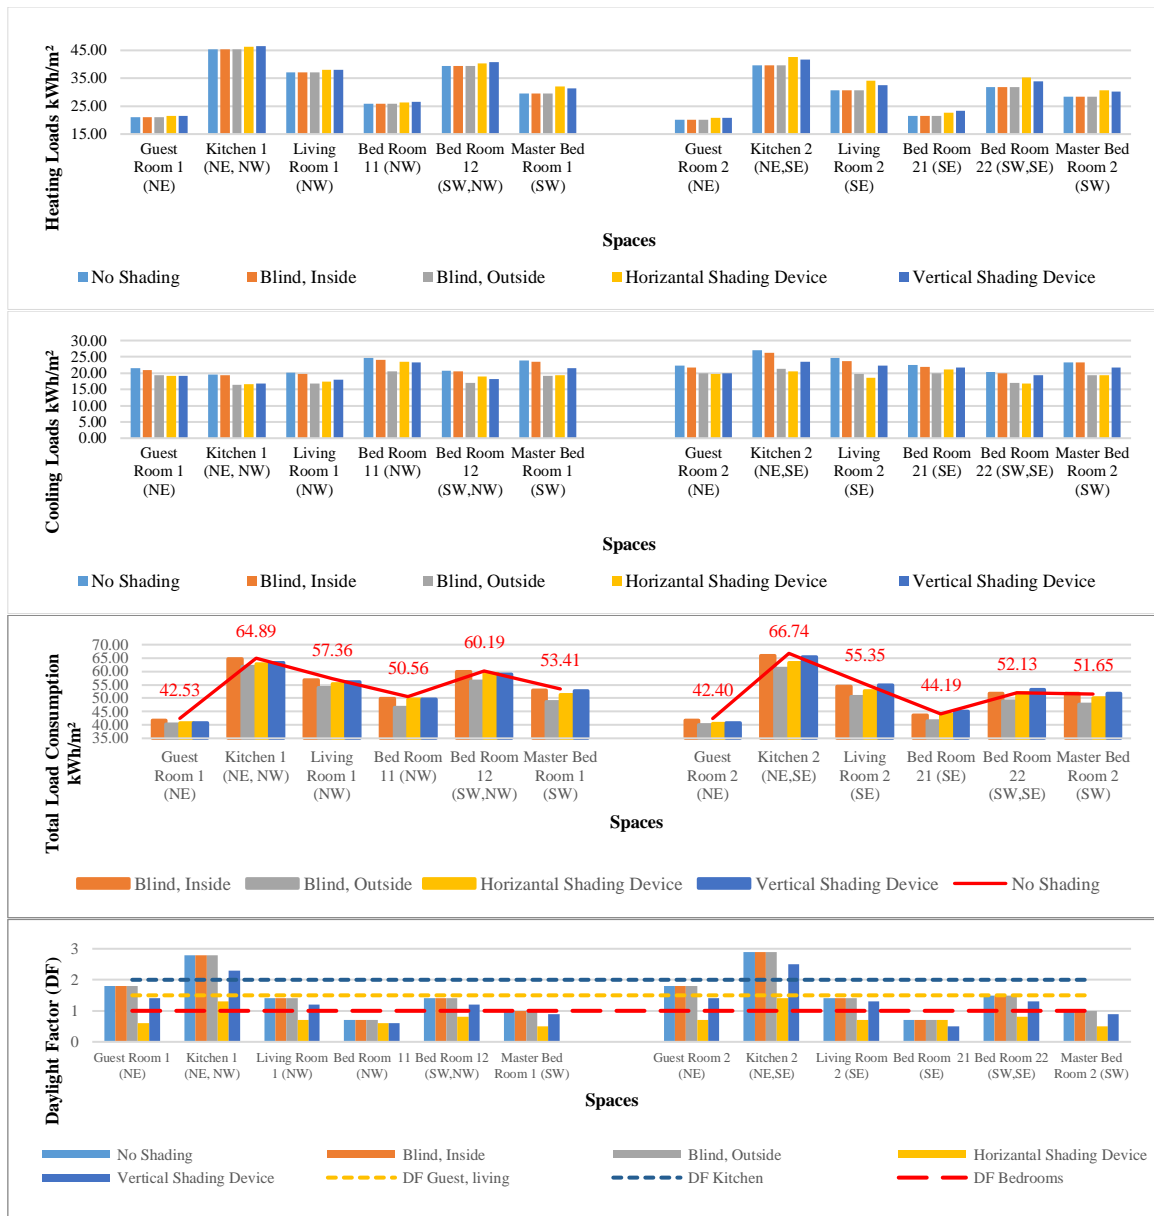 Heating Loads kWh/m²
45.00
35.00
25.00
15.00
Guest Room 1 (NE)
Kitchen 1 (NE, NW)
Living Room 1 (NW)
Bed Room 11 (NW)
Bed Room 12 (SW,NW)
Master Bed Room 1 (SW)
Guest Room 2 (NE)
Kitchen 2 (NE,SE)
Living Room 2 (SE)
Bed Room 21 (SE)
Bed Room 22 (SW,SE)
Master Bed Room 2 (SW)
Spaces
No Shading
Blind, Inside
Blind, Outside
Horizantal Shading Device
Vertical Shading Device
Cooling Loads kWh/m²
30.00
25.00
20.00
15.00
10.00
5.00
0.00
Guest Room 1 (NE)
Kitchen 1 (NE, NW)
Living Room 1 (NW)
Bed Room 11 (NW)
Bed Room 12 (SW,NW)
Master Bed Room 1 (SW)
Guest Room 2 (NE)
Kitchen 2 (NE,SE)
Living Room 2 (SE)
Bed Room 21 (SE)
Bed Room 22 (SW,SE)
Master Bed Room 2 (SW)
Spaces
No Shading
Blind, Inside
Blind, Outside
Horizantal Shading Device
Vertical Shading Device
Total Load Consumption kWh/m²
70.00
65.00
60.00
55.00
50.00
45.00
40.00
35.00
42.53
64.89
57.36
50.56
60.19
53.41
42.40
66.74
55.35
44.19
52.13
51.65
Guest Room 1 (NE)
Kitchen 1 (NE, NW)
Living Room 1 (NW)
Bed Room 11 (NW)
Bed Room 12 (SW,NW)
Master Bed Room 1 (SW)
Guest Room 2 (NE)
Kitchen 2 (NE,SE)
Living Room 2 (SE)
Bed Room 21 (SE)
Bed Room 22 (SW,SE)
Master Bed Room 2 (SW)
Spaces
Blind, Inside
Blind, Outside
Horizantal Shading Device
Vertical Shading Device
No Shading
Daylight Factor (DF)
3
2
1
0
Guest Room 1 (NE)
Kitchen 1 (NE, NW)
Living Room 1 (NW)
Bed Room 11 (NW)
Bed Room 12 (SW,NW)
Master Bed Room 1 (SW)
Guest Room 2 (NE)
Kitchen 2 (NE,SE)
Living Room 2 (SE)
Bed Room 21 (SE)
Bed Room 22 (SW,SE)
Master Bed Room 2 (SW)
Spaces
No Shading
Blind, Inside
Blind, Outside
Horizantal Shading Device
Vertical Shading Device
DF Guest, living
DF Kitchen
DF Bedrooms